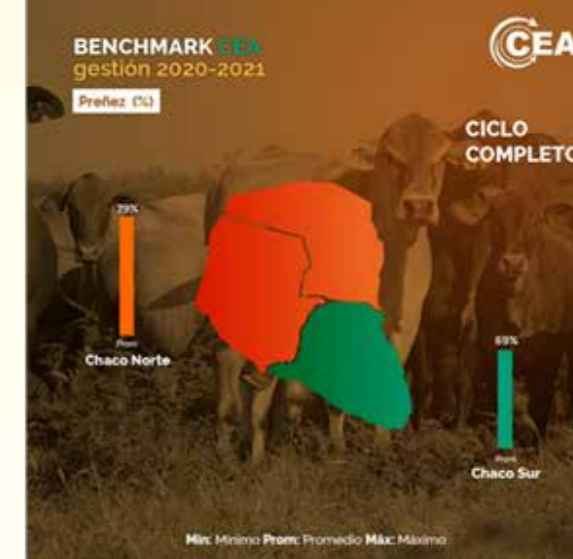 BENCHMARK CEA
gestión 2020-2021
Preñez (%)
CEA
CICLO
COMPLETO
79%
Prom
Chaco Norte
69%
Prom
Chaco Sur
Min: Mínimo Prom: Promedio Máx: Máximo